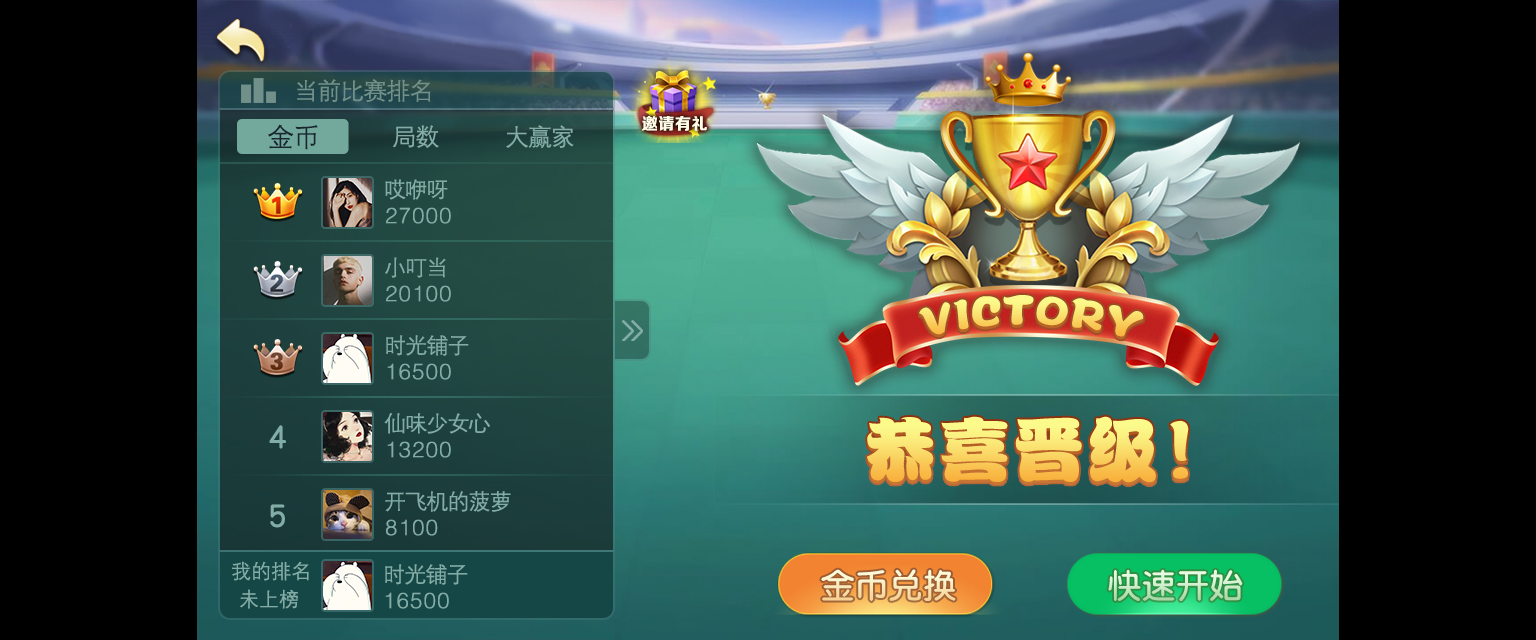 当前比赛排名
金币 局数 大赢家
1
哎咿呀
27000
2
小叮当
20100
3
时光铺子
16500
4
仙味少女心
13200
5
开飞机的菠萝
8100
我的排名
未上榜
时光铺子
16500
邀请有礼
VICTORY
恭喜晋级!
金币兑换
快速开始